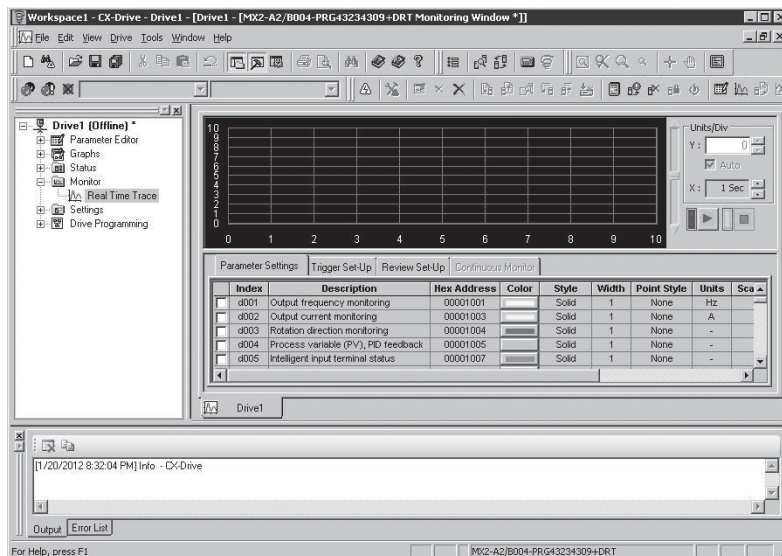 Workspace1 - CX-Drive - Drive1 - [Drive1 - [MX2-A2/B004-PRG43234309+DRT Monitoring Window *]]
File Edit View Drive Tools Window Help
Drive1 (Offline) *
Parameter Editor
Graphs
Status
Monitor
Real Time Trace
Settings
Drive Programming
10
9
8
7
6
5
4
3
2
1
0
0 1 2 3 4 5 6 7 8 9 10
Units/Div
Y : 0
Auto
X : 1 Sec
Parameter Settings Trigger Set-Up Review Set-Up Continuous Monitor
Index Description Hex Address Color Style Width Point Style Units Sca
d001 Output frequency monitoring 00001001 Solid 1 None Hz
d002 Output current monitoring 00001003 Solid 1 None A
d003 Rotation direction monitoring 00001004 Solid 1 None -
d004 Process variable (PV), PID feedback 00001005 Solid 1 None -
d005 Intelligent input terminal status 00001007 Solid 1 None -
Drive1
[1/20/2012 8:32:04 PM] Info - CX-Drive
Output Error List
For Help, press F1
MX2-A2/B004-PRG43234309+DRT